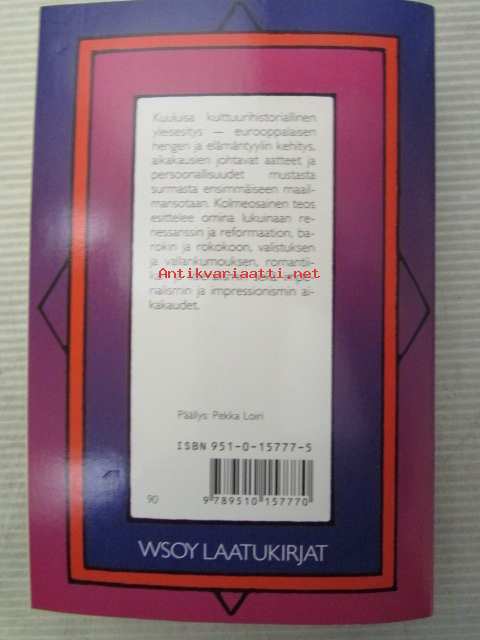 Kuuluisa kulttuurihistoriallinen
yleisesitys — eurooppalaisen
hengen ja elämäntyylin kehitys,
aikakausien johtavat aatteet ja
persoonallisuudet mustasta
surmasta ensimmäiseen maail-
mansotaan. Kolmeosainen teos
esittelee omina lukuinaan re-
nessanssin ja reformaation, ba-
rokin ja rokokoon, valistuksen
ja vallankumouksen, romantii-
Antikvariaatti.net
nalismin ja impressionismin ai-
kakaudet.
Päällys: Pekka Loiri
ISBN 951-0-15777-5
90
9 789510 157770
WSOY LAATUKIRJAT